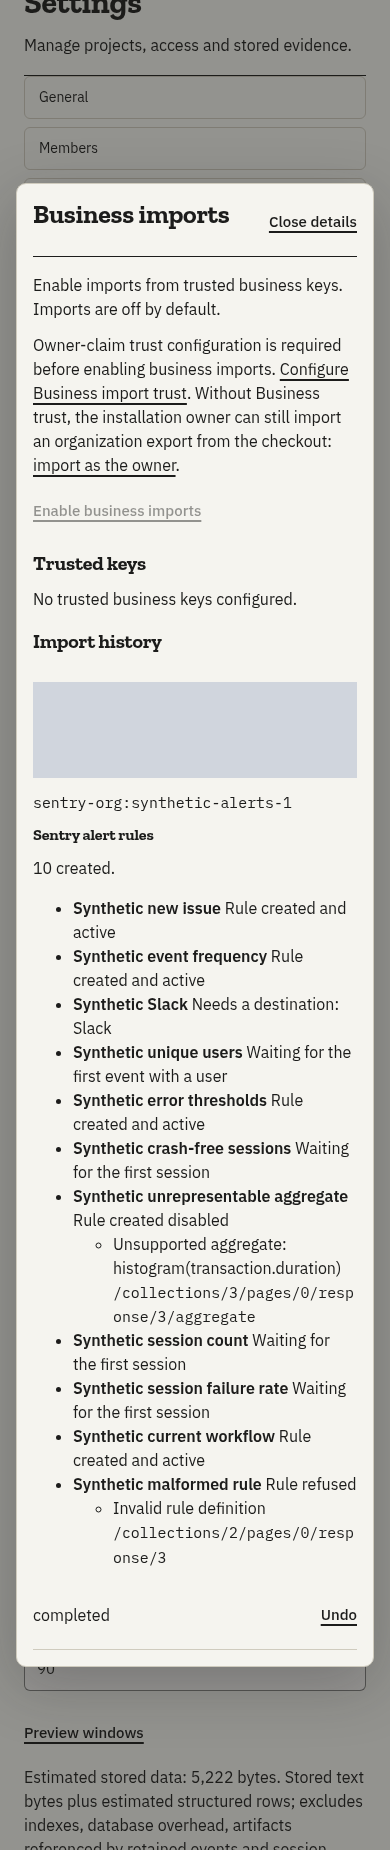 Settings
Manage projects, access and stored evidence.
General
Members
Business imports
Close details
Enable imports from trusted business keys.
Imports are off by default.
Owner-claim trust configuration is required
before enabling business imports. Configure
Business import trust. Without Business
trust, the installation owner can still import
an organization export from the checkout:
import as the owner.
Enable business imports
Trusted keys
No trusted business keys configured.
Import history
sentry-org:synthetic-alerts-1
Sentry alert rules
10 created.
• Synthetic new issue Rule created and
active
• Synthetic event frequency Rule
created and active
• Synthetic Slack Needs a destination:
Slack
• Synthetic unique users Waiting for the
first event with a user
• Synthetic error thresholds Rule
created and active
• Synthetic crash-free sessions Waiting
for the first session
• Synthetic unrepresentable aggregate
Rule created disabled
◦ Unsupported aggregate:
histogram(transaction.duration)
/collections/3/pages/0/resp
onse/3/aggregate
• Synthetic session count Waiting for
the first session
• Synthetic session failure rate Waiting
for the first session
• Synthetic current workflow Rule
created and active
• Synthetic malformed rule Rule refused
◦ Invalid rule definition
/collections/2/pages/0/resp
onse/3
completed
Undo
90
Preview windows
Estimated stored data: 5,222 bytes. Stored text
bytes plus estimated structured rows; excludes
indexes, database overhead, artifacts
referenced by retained events and session